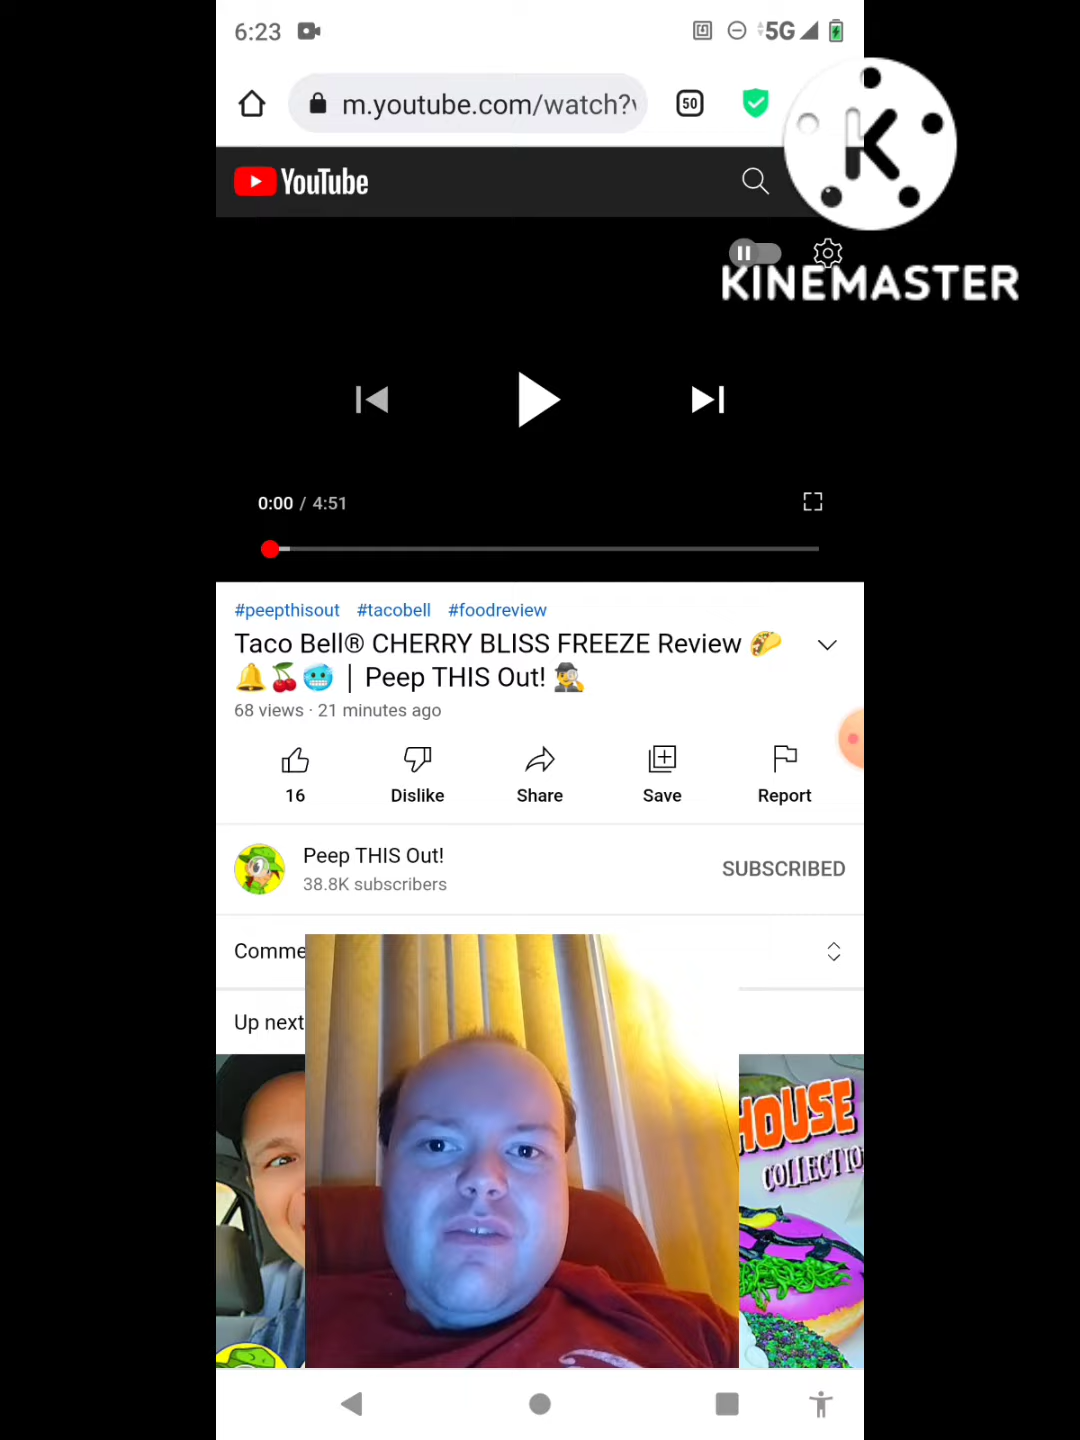 6:23
5G
m.youtube.com/watch?v
50
K
KINEMASTER
YouTube
0:00 / 4:51
#peepthisout #tacobell #foodreview
Taco Bell® CHERRY BLISS FREEZE Review 🌮
🔔🍒🥶 | Peep THIS Out! 🕵️
68 views · 21 minutes ago
16
Dislike
Share
Save
Report
Peep THIS Out!
38.8K subscribers
SUBSCRIBED
Comme
Up next
HOUSE
COLLECTIO